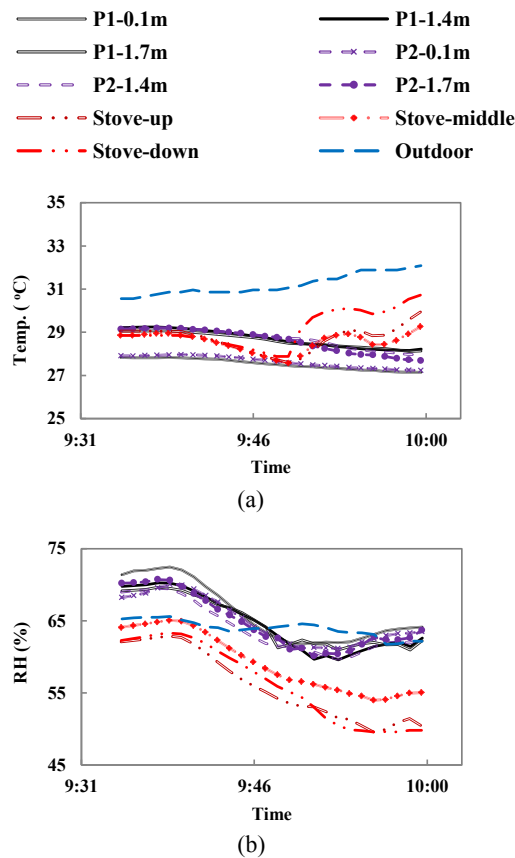 P1-0.1m P1-1.4m
P1-1.7m P2-0.1m
P2-1.4m P2-1.7m
Stove-up Stove-middle
Stove-down Outdoor
35
33
31
29
27
25
Temp. ( °C)
9:31 9:46 10:00
Time
(a)
75
65
55
45
RH (%)
9:31 9:46 10:00
Time
(b)